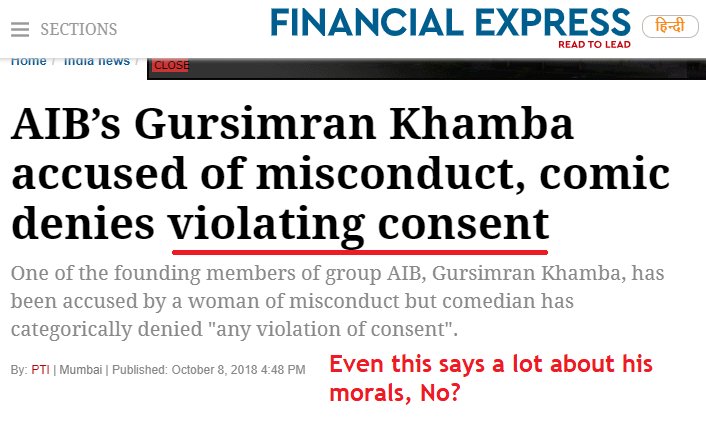 SECTIONS
FINANCIAL EXPRESS
READ TO LEAD
हिन्दी
Home / India news /
CLOSE
AIB’s Gursimran Khamba
accused of misconduct, comic
denies violating consent
One of the founding members of group AIB, Gursimran Khamba, has
been accused by a woman of misconduct but comedian has
categorically denied "any violation of consent".
By: PTI | Mumbai | Published: October 8, 2018 4:48 PM
Even this says a lot about his
morals, No?